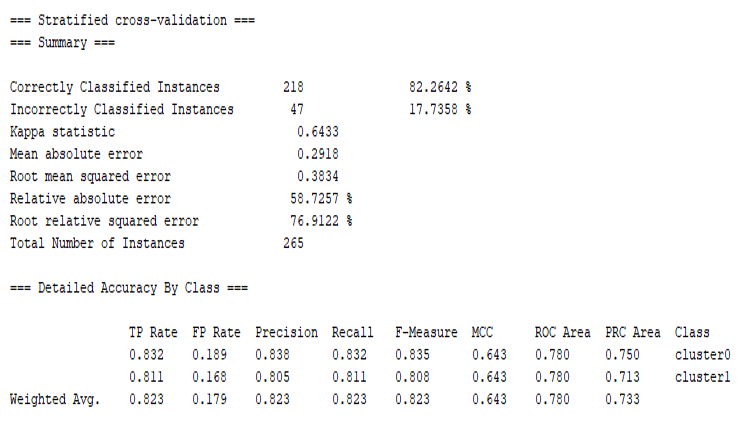 === Stratified cross-validation ===
=== Summary ===
Correctly Classified Instances 218 82.2642 %
Incorrectly Classified Instances 47 17.7358 %
Kappa statistic 0.6433
Mean absolute error 0.2918
Root mean squared error 0.3834
Relative absolute error 58.7257 %
Root relative squared error 76.9122 %
Total Number of Instances 265
=== Detailed Accuracy By Class ===
TP Rate FP Rate Precision Recall F-Measure MCC ROC Area PRC Area Class
0.832 0.189 0.838 0.832 0.835 0.643 0.780 0.750 cluster0
0.811 0.168 0.805 0.811 0.808 0.643 0.780 0.713 cluster1
Weighted Avg. 0.823 0.179 0.823 0.823 0.823 0.643 0.780 0.733